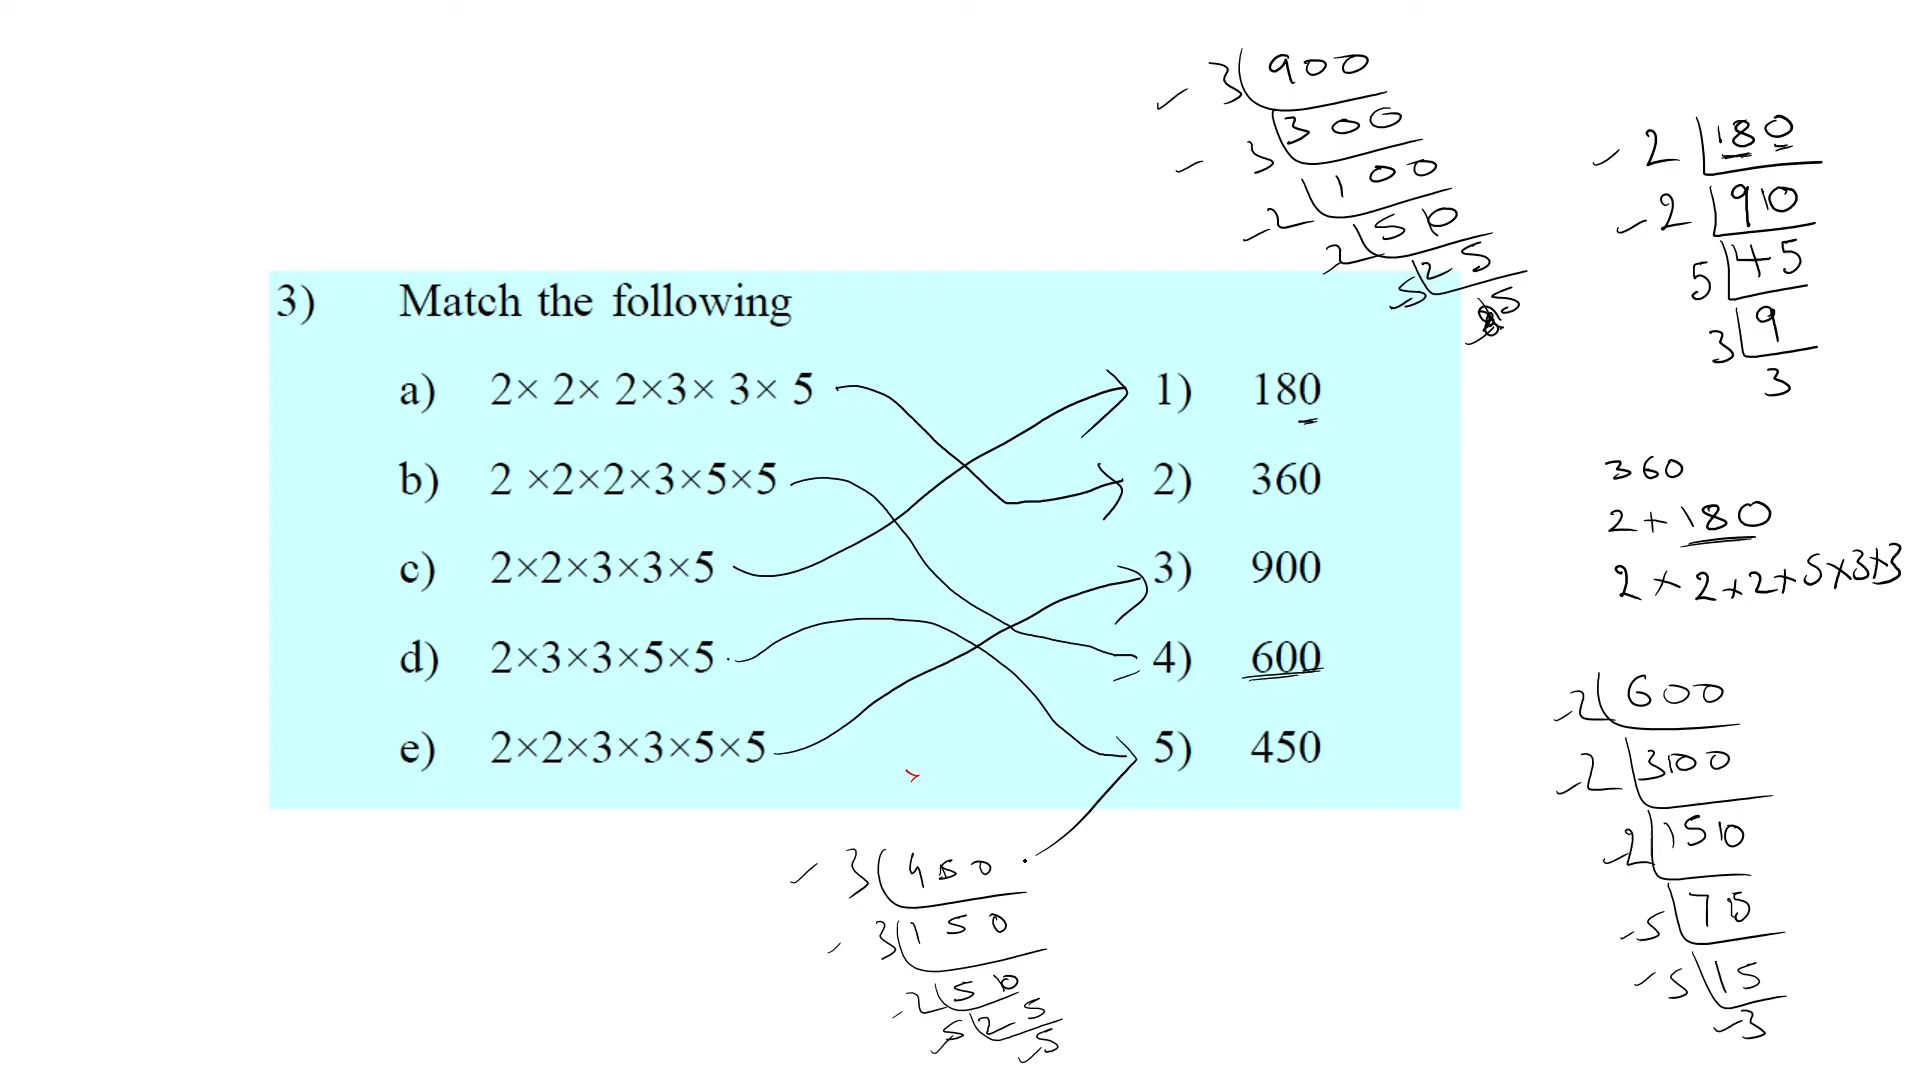 3) Match the following
a) 2× 2× 2×3× 3× 5 1) 180
b) 2 ×2×2×3×5×5 2) 360
c) 2×2×3×3×5 3) 900
d) 2×3×3×5×5 4) 600
e) 2×2×3×3×5×5 5) 450
3 900
3 300
2 100
2 50
5 25
5
2 180
2 90
5 45
3 9
3
360
2 × 180
2 × 2 × 2 × 5 × 3 × 3
2 600
2 300
2 150
5 75
5 15
3
3 450
3 150
2 50
5 25
5